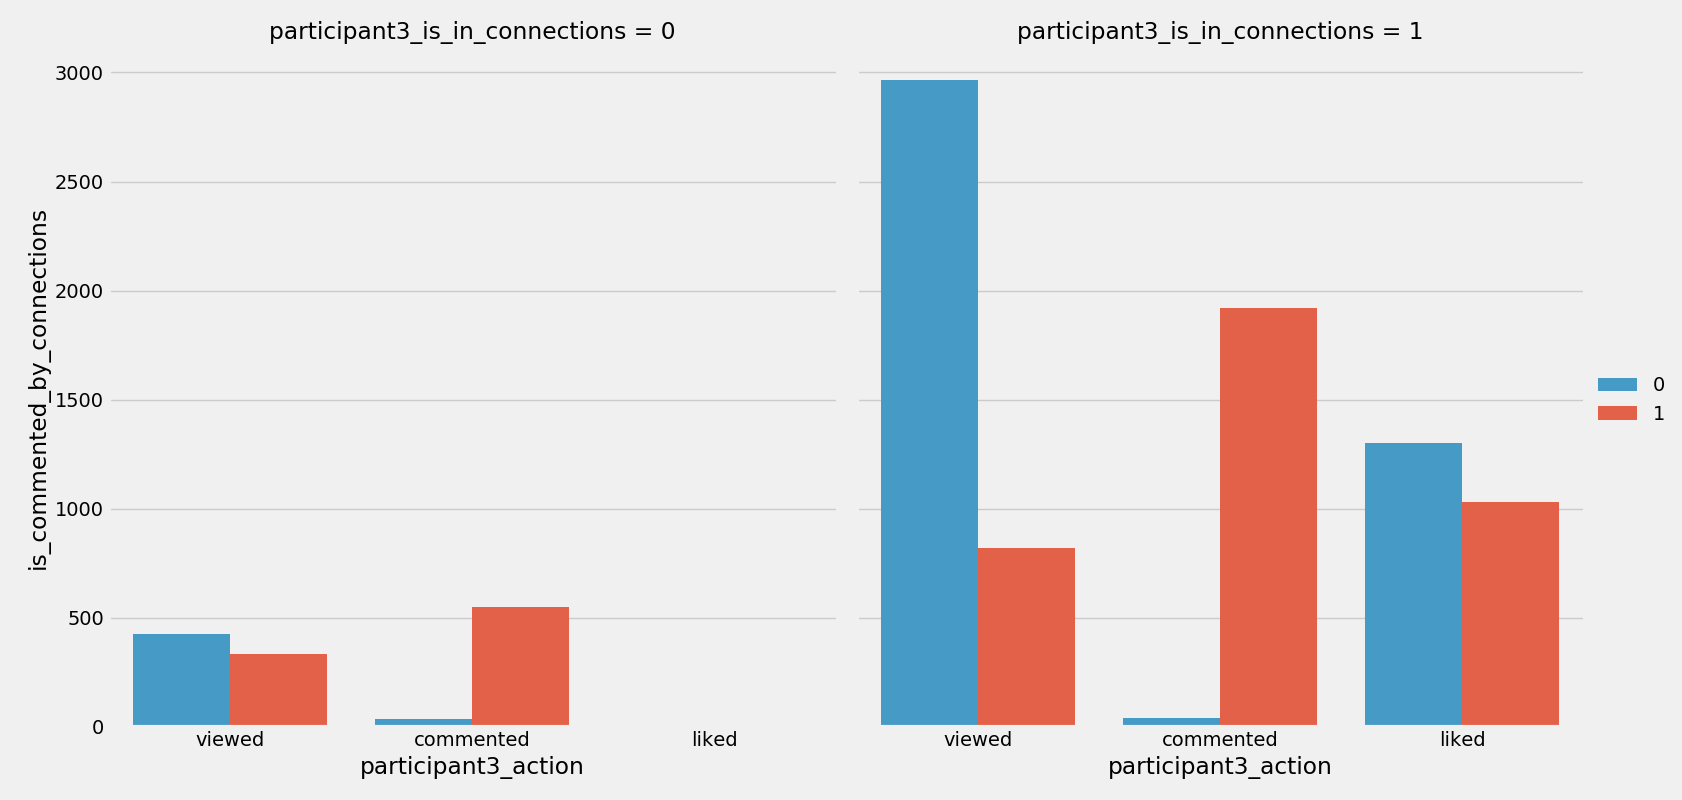 participant3_is_in_connections = 0
participant3_is_in_connections = 1
is_commented_by_connections
3000
2500
2000
1500
1000
500
0
viewed
commented
liked
viewed
commented
liked
participant3_action
participant3_action
0
1